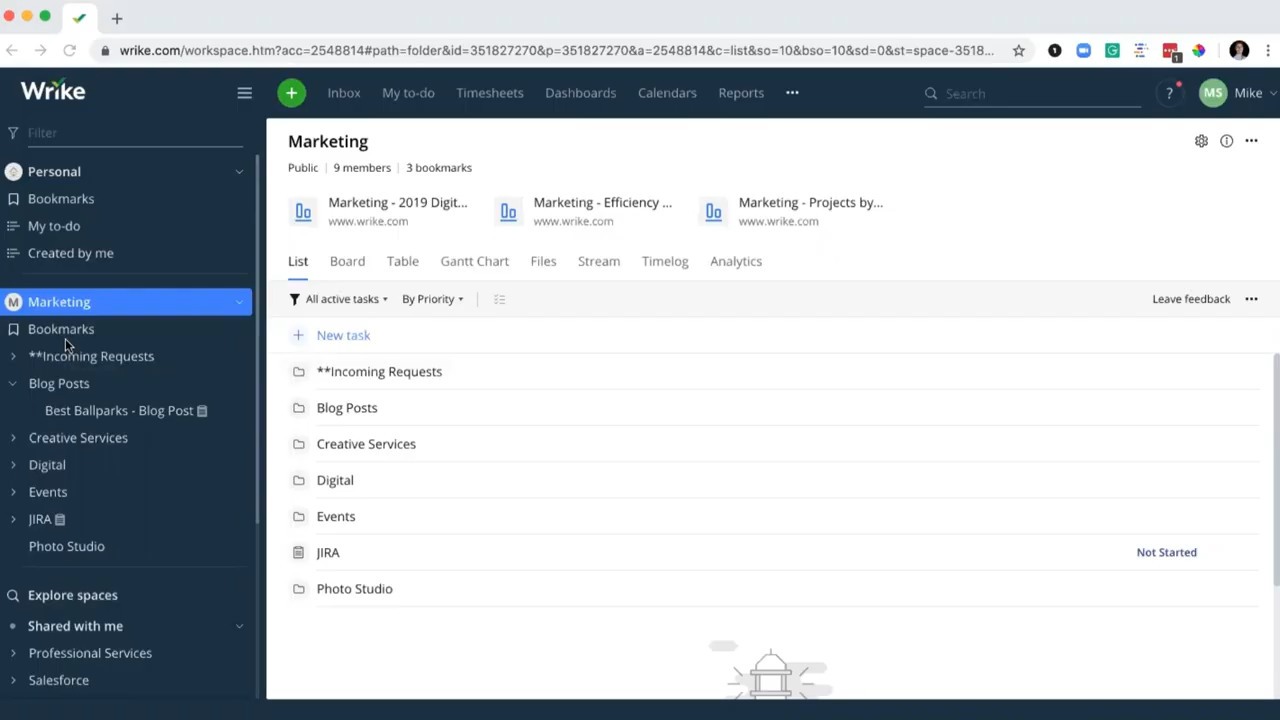 wrike.com/workspace.htm?acc=2548814#path=folder&id=351827270&p=351827270&a=2548814&c=list&so=10&bso=10&sd=0&st=space-3518...
1
1
Wrike
+
Inbox
My to-do
Timesheets
Dashboards
Calendars
Reports
Search
?
MS
Mike
Filter
Personal
Bookmarks
My to-do
Created by me
M Marketing
Bookmarks
**Incoming Requests
Blog Posts
Best Ballparks - Blog Post
Creative Services
Digital
Events
JIRA
Photo Studio
Explore spaces
Shared with me
Professional Services
Salesforce
Marketing
Public | 9 members | 3 bookmarks
Marketing - 2019 Digit...
www.wrike.com
Marketing - Efficiency ...
www.wrike.com
Marketing - Projects by...
www.wrike.com
List Board Table Gantt Chart Files Stream Timelog Analytics
All active tasks By Priority Leave feedback
+ New task
**Incoming Requests
Blog Posts
Creative Services
Digital
Events
JIRA Not Started
Photo Studio